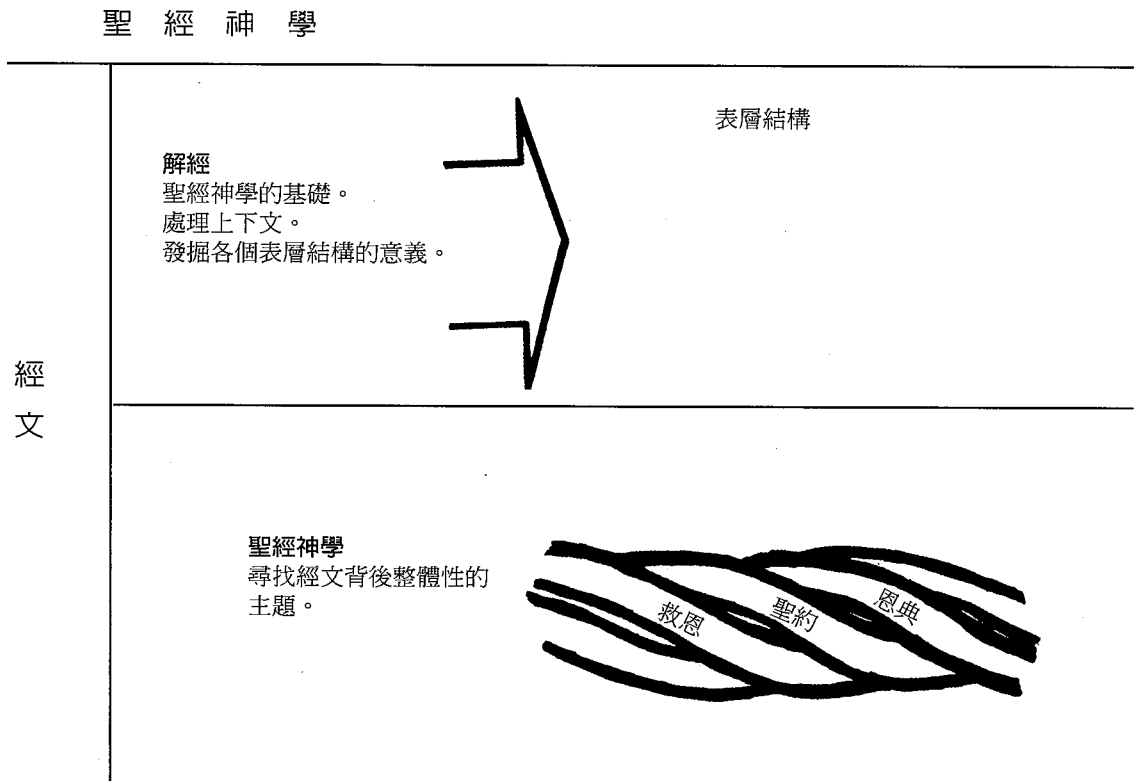 聖經神學
表層結構
解經
聖經神學的基礎。
處理上下文。
發掘各個表層結構的意義。
經文
聖經神學
尋找經文背後整體性的
主題。
救恩
聖約
恩典